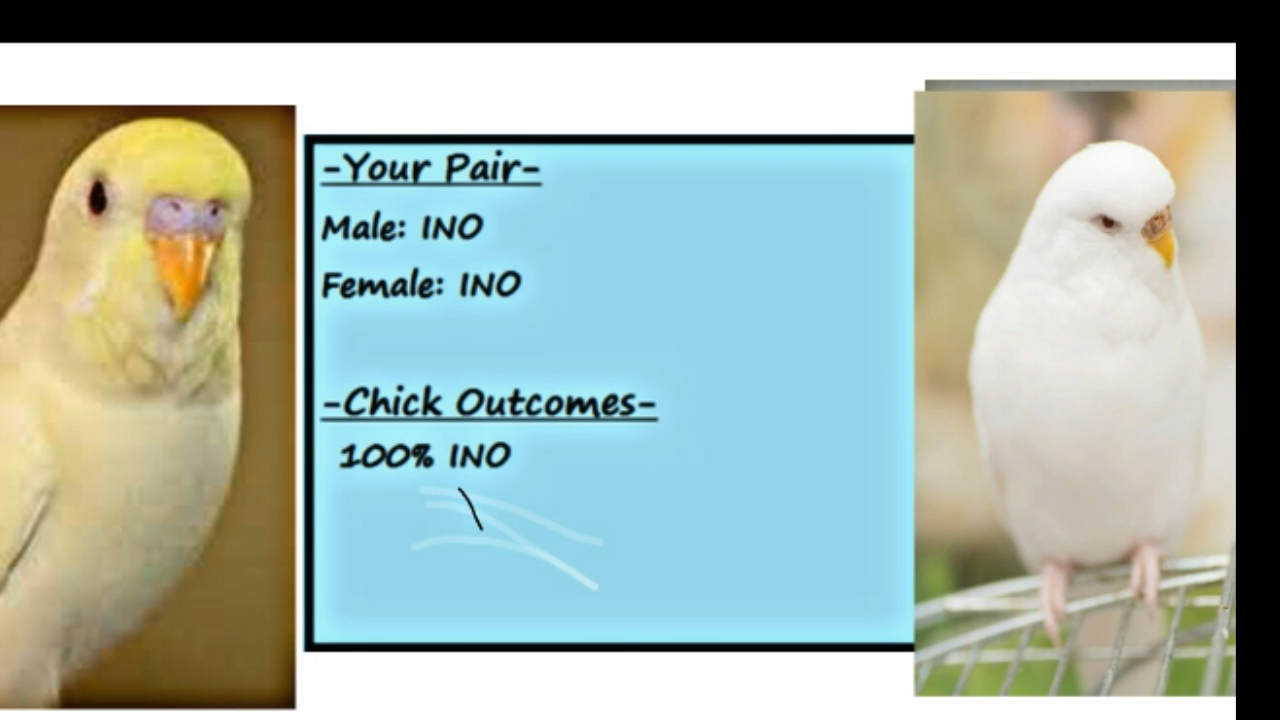 -Your Pair-
Male: INO
Female: INO
-Chick Outcomes-
100% INO